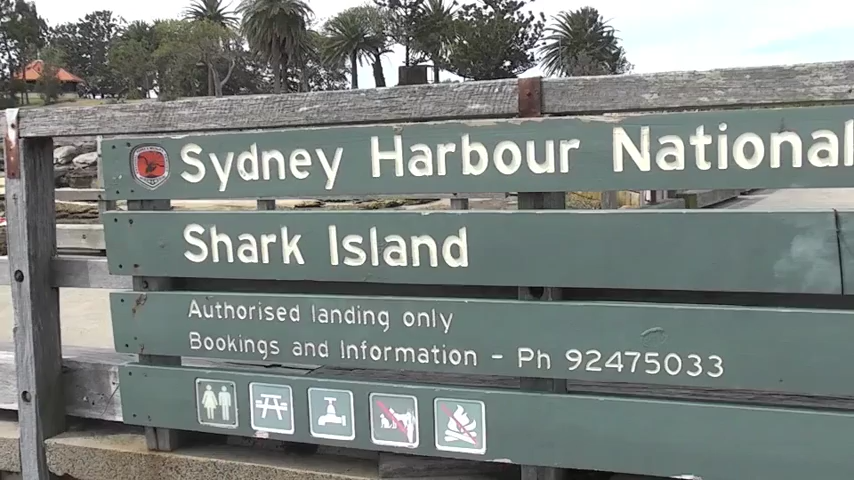 Sydney Harbour National
Shark Island
Authorised landing only
Bookings and Information - Ph 92475033